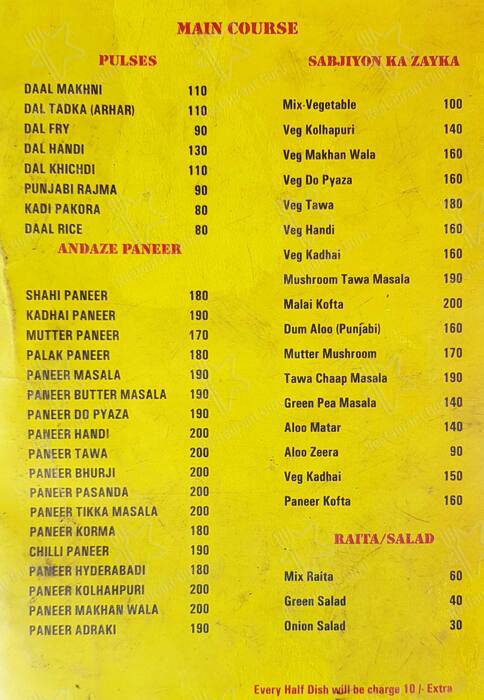 MAIN COURSE
PULSES
DAAL MAKHNI 110
DAL TADKA (ARHAR) 110
DAL FRY 90
DAL HANDI 130
DAL KHICHDI 110
PUNJABI RAJMA 90
KADI PAKORA 80
DAAL RICE 80
ANDAZE PANEER
SHAHI PANEER 180
KADHAI PANEER 190
MUTTER PANEER 170
PALAK PANEER 180
PANEER MASALA 190
PANEER BUTTER MASALA 190
PANEER DO PYAZA 190
PANEER HANDI 200
PANEER TAWA 200
PANEER BHURJI 200
PANEER PASANDA 200
PANEER TIKKA MASALA 200
PANEER KORMA 180
CHILLI PANEER 190
PANEER HYDERABADI 180
PANEER KOLHAHPURI 200
PANEER MAKHAN WALA 200
PANEER ADRAKI 190
SABJIYON KA ZAYKA
Mix-Vegetable 100
Veg Kolhapuri 140
Veg Makhan Wala 160
Veg Do Pyaza 160
Veg Tawa 180
Veg Handi 160
Veg Kadhai 160
Mushroom Tawa Masala 190
Malai Kofta 200
Dum Aloo (Punjabi) 160
Mutter Mushroom 170
Tawa Chaap Masala 190
Green Pea Masala 140
Aloo Matar 140
Aloo Zeera 90
Veg Kadhai 150
Paneer Kofta 160
RAITA/SALAD
Mix Raita 60
Green Salad 40
Onion Salad 30
Every Half Dish will be charge 10 /- Extra